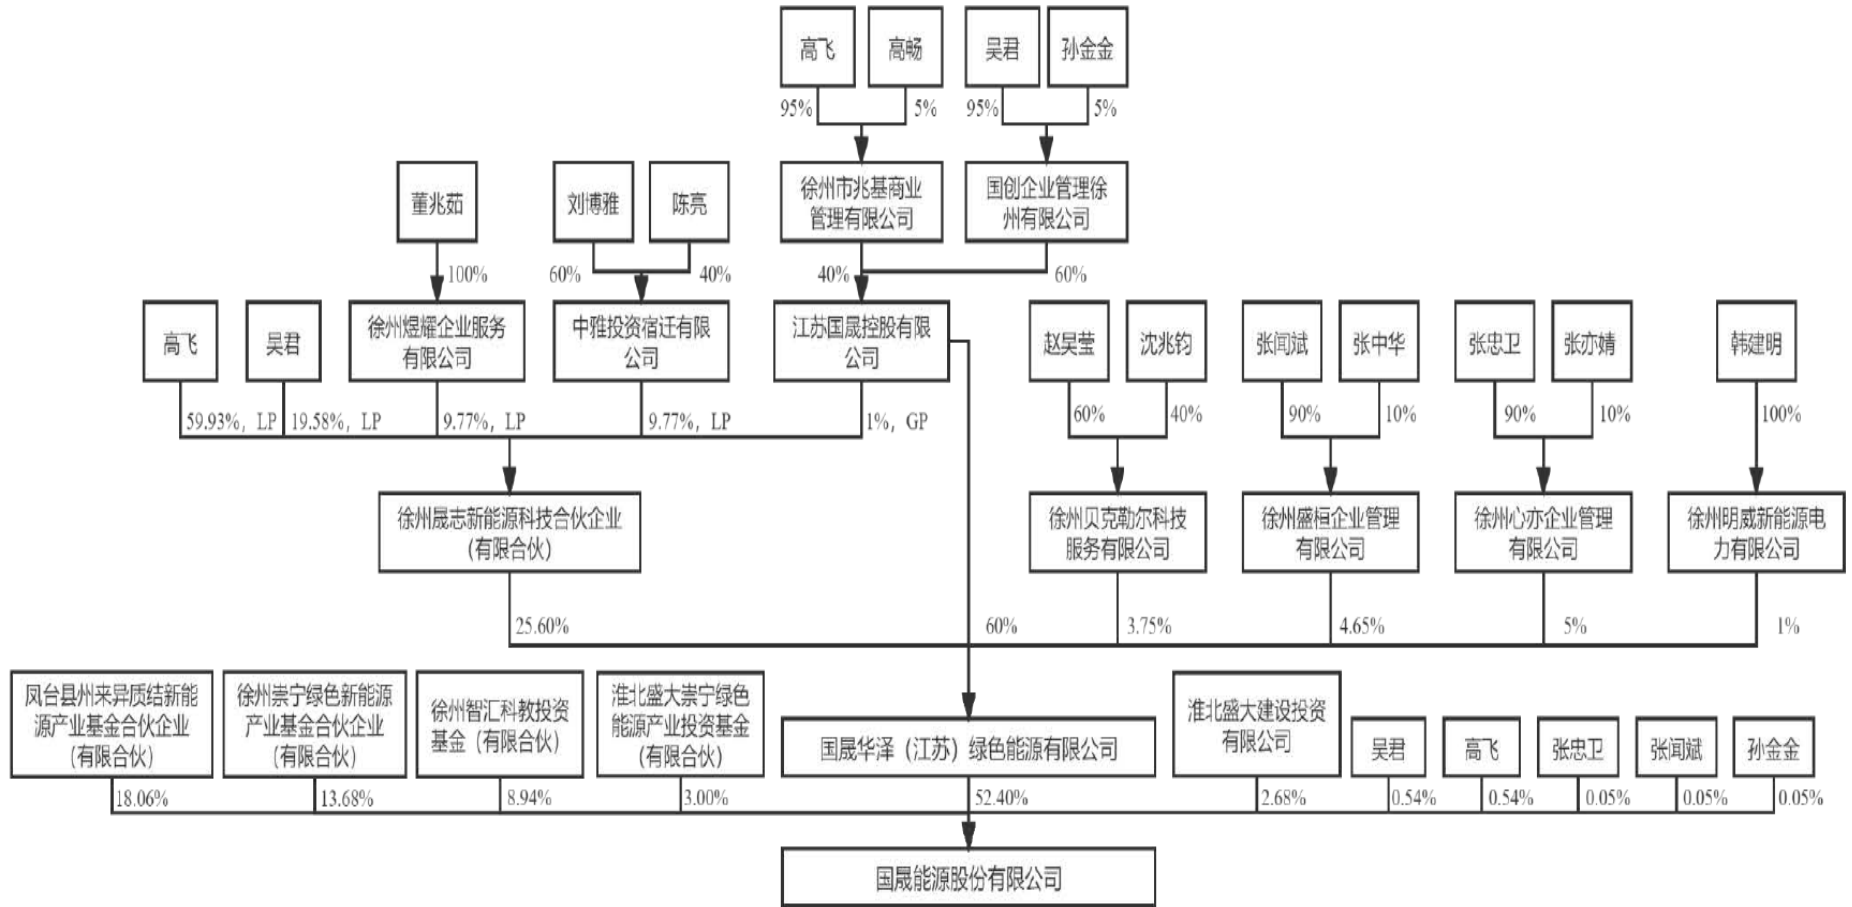 高飞
高畅
吴君
孙金金
95%
5%
95%
5%
董兆茹
刘博雅
陈亮
徐州市兆基商业
管理有限公司
国创企业管理徐
州有限公司
100%
60%
40%
40%
60%
高飞
吴君
徐州煜耀企业服务
有限公司
中雅投资宿迁有限
公司
江苏国晟控股有限
公司
赵昊莹
沈兆钧
张闻斌
张中华
张忠卫
张亦婧
韩建明
59.93%，LP
19.58%，LP
9.77%，LP
9.77%，LP
1%，GP
60%
40%
90%
10%
90%
10%
100%
徐州晟志新能源科技合伙企业
（有限合伙）
徐州贝克勒尔科技
服务有限公司
徐州盛桓企业管理
有限公司
徐州心亦企业管理
有限公司
徐州明威新能源电
力有限公司
25.60%
60%
3.75%
4.65%
5%
1%
凤台县州来异质结新能
源产业基金合伙企业
（有限合伙）
徐州崇宁绿色新能源
产业基金合伙企业
（有限合伙）
徐州智汇科教投资
基金（有限合伙）
淮北盛大崇宁绿色
能源产业投资基金
（有限合伙）
国晟华泽（江苏）绿色能源有限公司
淮北盛大建设投资
有限公司
吴君
高飞
张忠卫
张闻斌
孙金金
18.06%
13.68%
8.94%
3.00%
52.40%
2.68%
0.54%
0.54%
0.05%
0.05%
0.05%
国晟能源股份有限公司